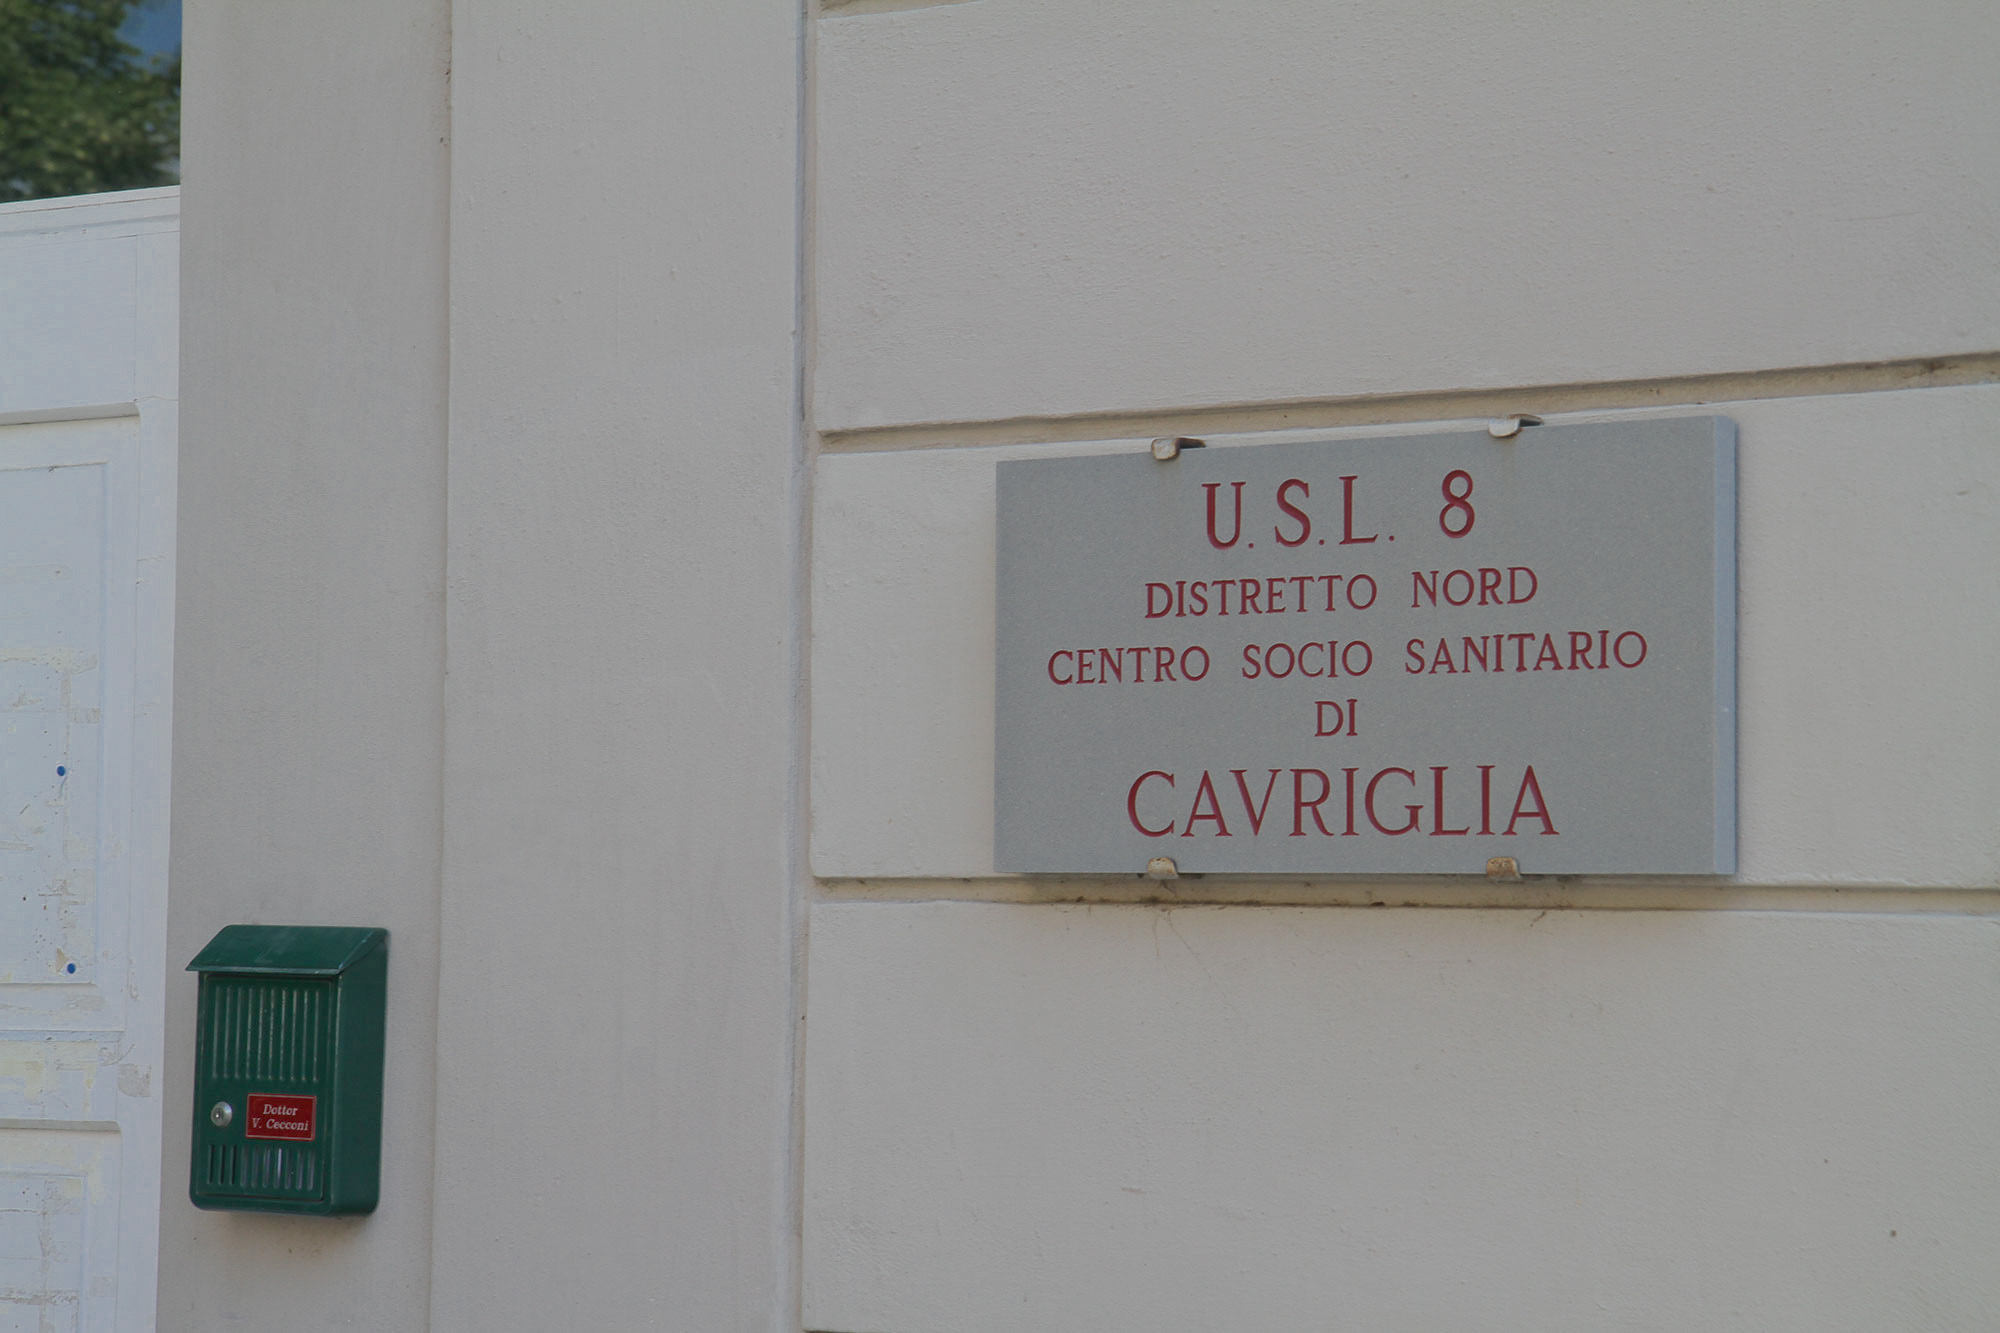 U.S.L. 8
DISTRETTO NORD
CENTRO SOCIO SANITARIO
DI
CAVRIGLIA
Dottor
V. Cecconi